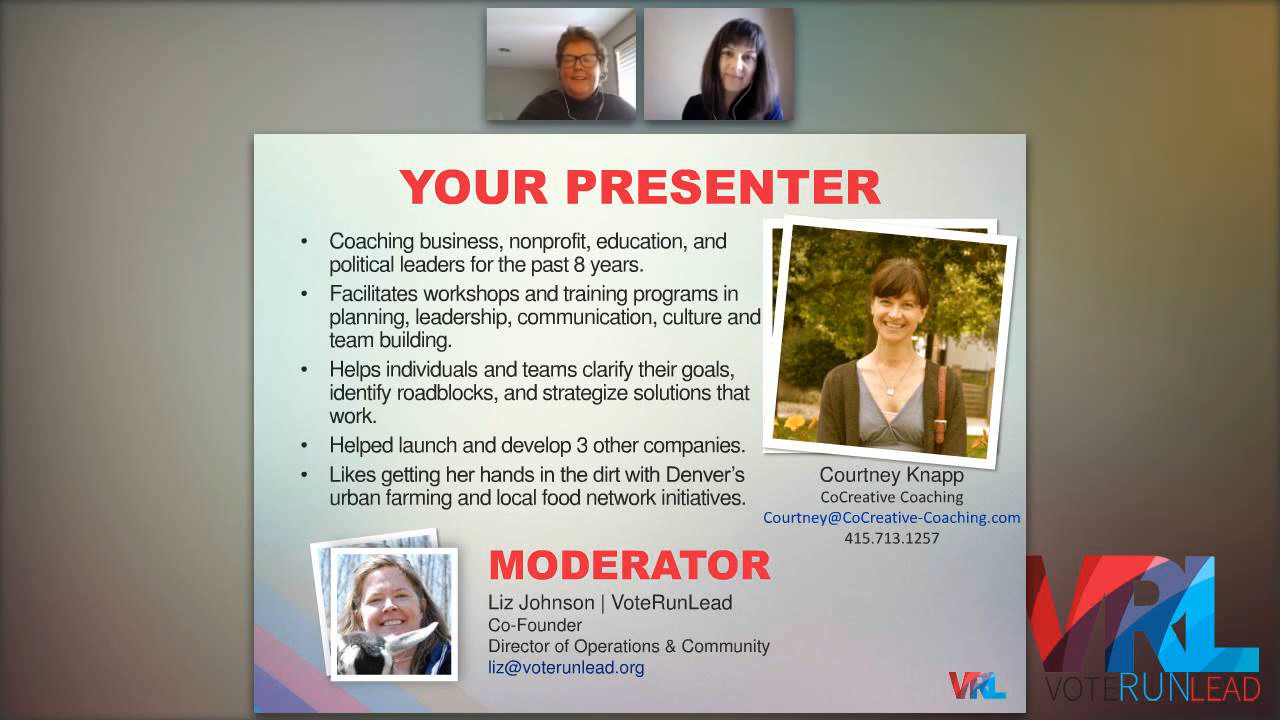 YOUR PRESENTER
• Coaching business, nonprofit, education, and
political leaders for the past 8 years.
• Facilitates workshops and training programs in
planning, leadership, communication, culture and
team building.
• Helps individuals and teams clarify their goals,
identify roadblocks, and strategize solutions that
work.
• Helped launch and develop 3 other companies.
• Likes getting her hands in the dirt with Denver’s
urban farming and local food network initiatives.
Courtney Knapp
CoCreative Coaching
Courtney@CoCreative-Coaching.com
415.713.1257
MODERATOR
Liz Johnson | VoteRunLead
Co-Founder
Director of Operations & Community
liz@voterunlead.org
VRL
VRL
VOTERUNLEAD